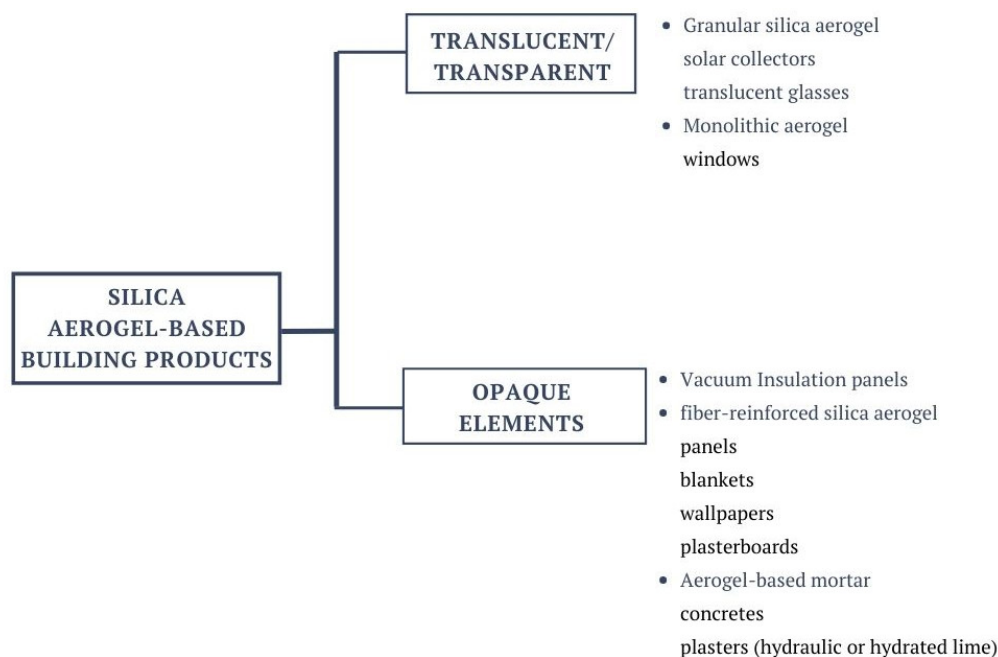 TRANSLUCENT/
TRANSPARENT
• Granular silica aerogel
solar collectors
translucent glasses
• Monolithic aerogel
windows
SILICA
AEROGEL-BASED
BUILDING PRODUCTS
OPAQUE
ELEMENTS
• Vacuum Insulation panels
• fiber-reinforced silica aerogel
panels
blankets
wallpapers
plasterboards
• Aerogel-based mortar
concretes
plasters (hydraulic or hydrated lime)